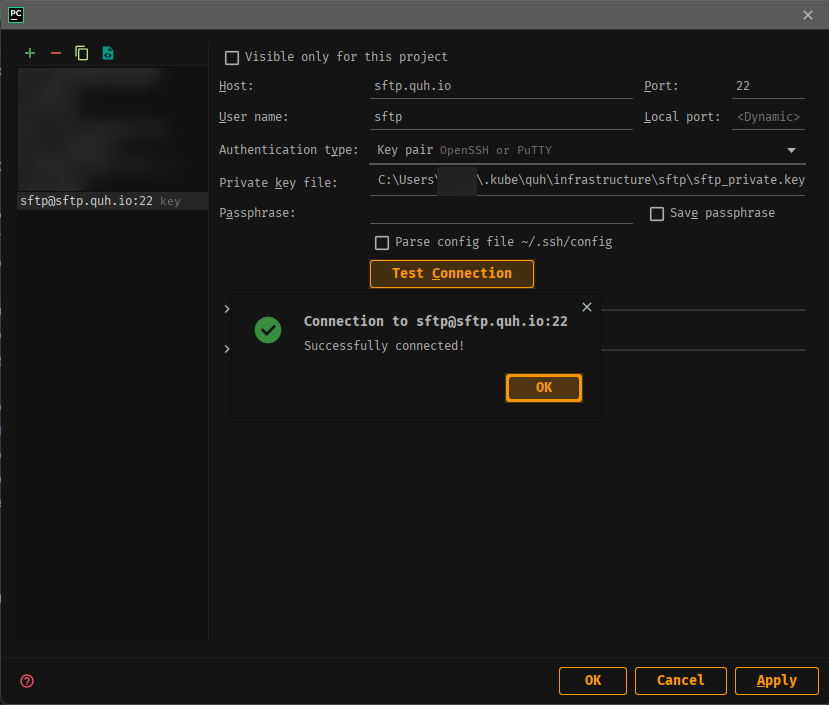 PC
Visible only for this project
Host: sftp.quh.io Port: 22
User name: sftp Local port: <Dynamic>
Authentication type: Key pair OpenSSH or PuTTY
Private key file: C:\Users\ \.kube\quh\infrastructure\sftp\sftp_private.key
sftp@sftp.quh.io:22 key
Passphrase: Save passphrase
Parse config file ~/.ssh/config
Test Connection
Connection to sftp@sftp.quh.io:22
Successfully connected!
OK
? OK Cancel Apply